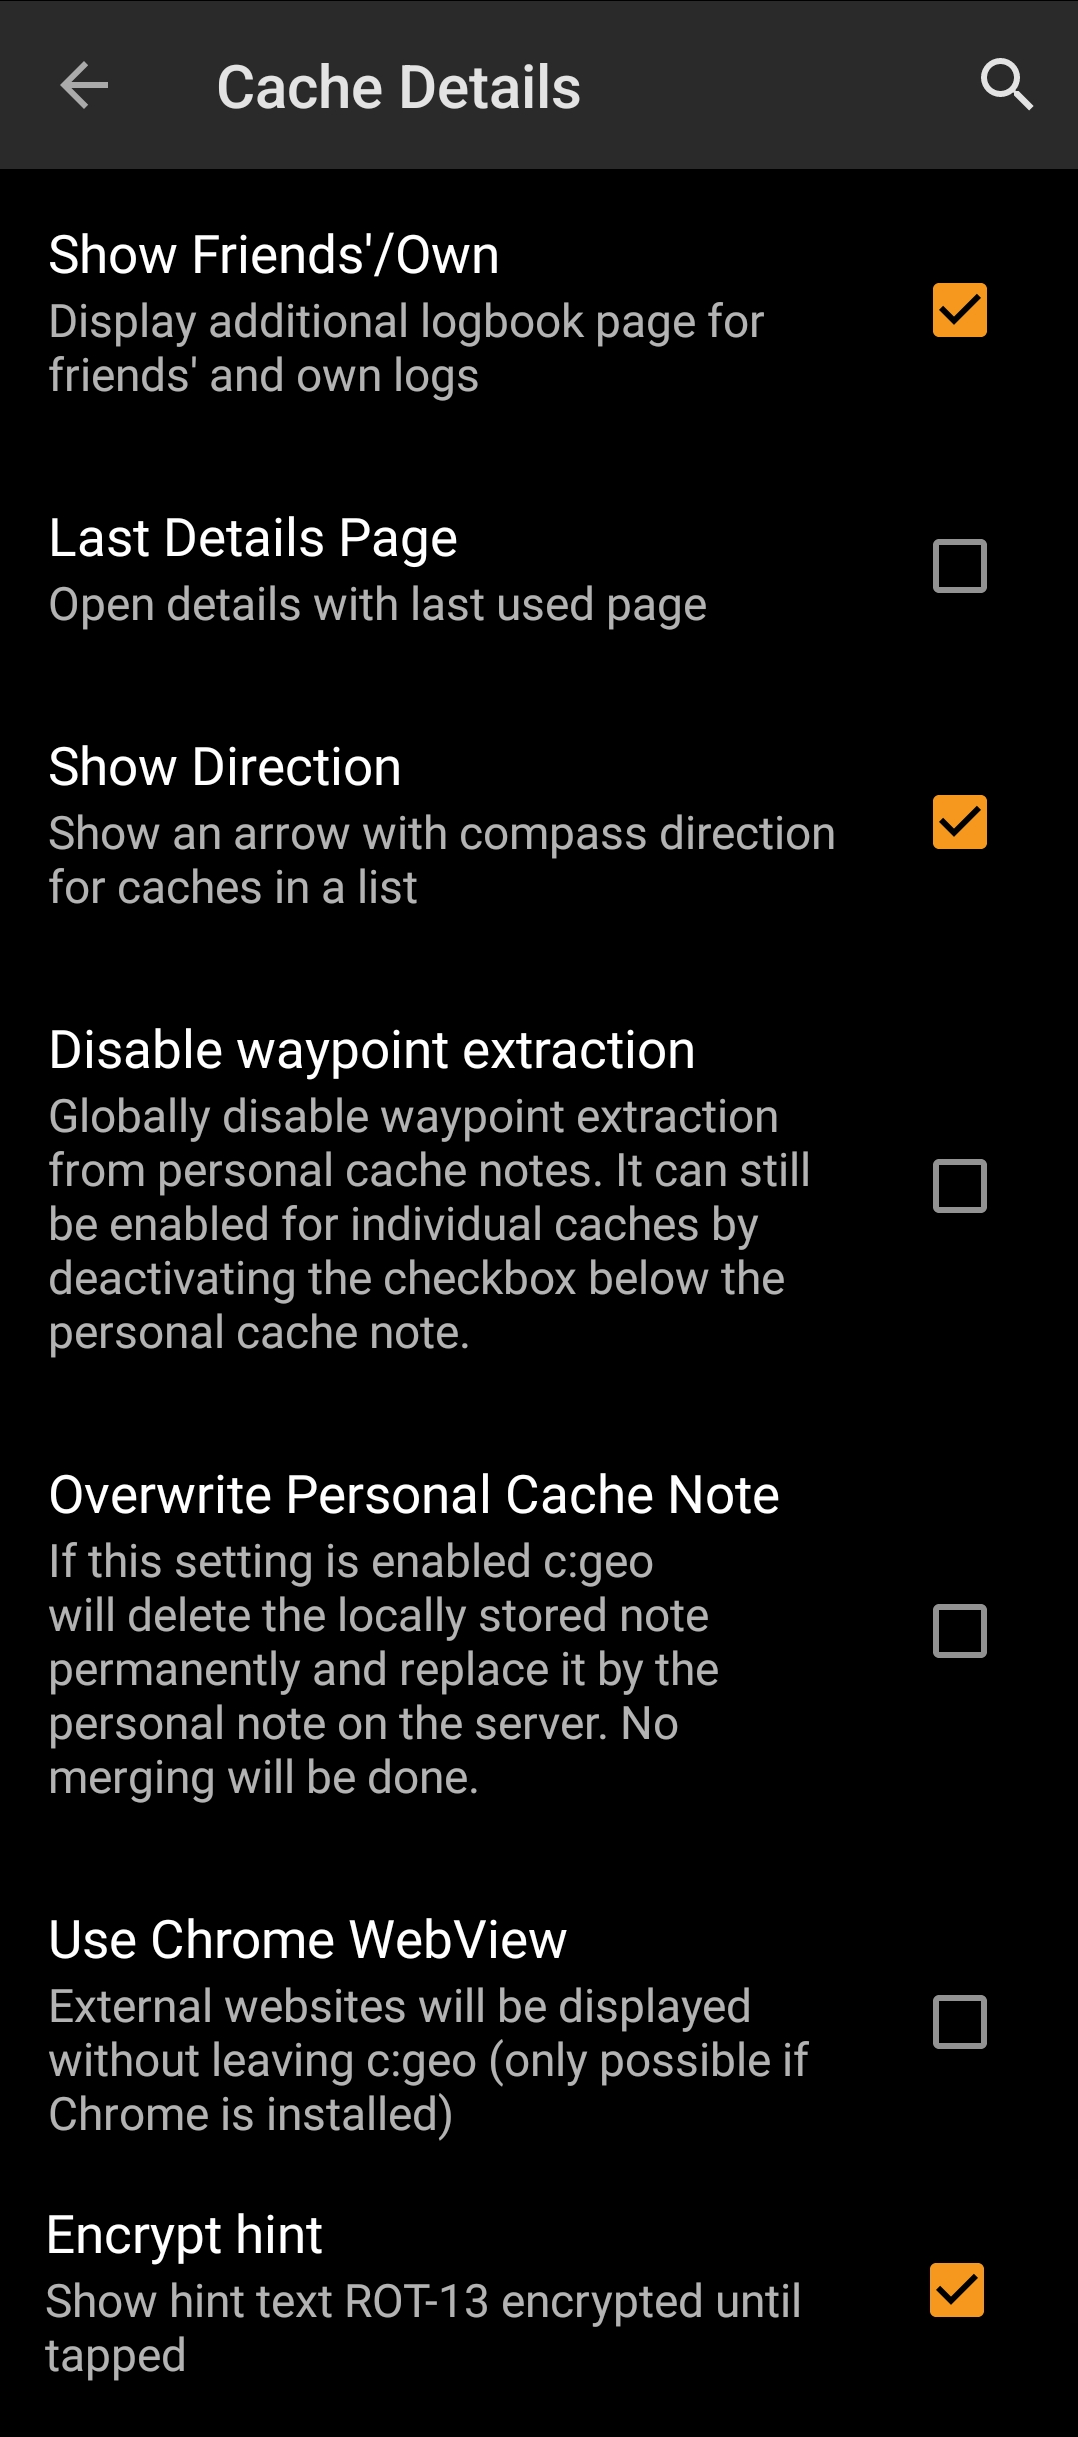 Cache Details
Show Friends'/Own
Display additional logbook page for
friends' and own logs
Last Details Page
Open details with last used page
Show Direction
Show an arrow with compass direction
for caches in a list
Disable waypoint extraction
Globally disable waypoint extraction
from personal cache notes. It can still
be enabled for individual caches by
deactivating the checkbox below the
personal cache note.
Overwrite Personal Cache Note
If this setting is enabled c:geo
will delete the locally stored note
permanently and replace it by the
personal note on the server. No
merging will be done.
Use Chrome WebView
External websites will be displayed
without leaving c:geo (only possible if
Chrome is installed)
Encrypt hint
Show hint text ROT-13 encrypted until
tapped